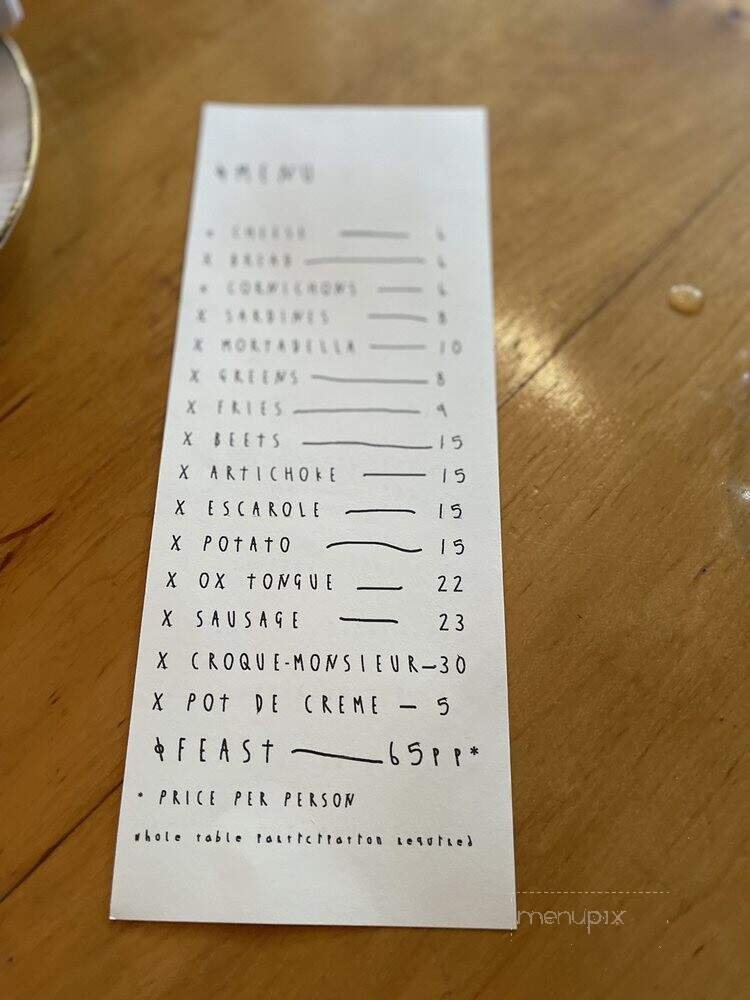 MENU
CHEESE 6
X BREAD 6
CORNICHONS 6
X SARDINES 8
X MORTADELLA 10
X GREENS 8
X FRIES 9
X BEETS 15
X ARTICHOKE 15
X ESCAROLE 15
X POTATO 15
X OX TONGUE 22
X SAUSAGE 23
X CROQUE-MONSIEUR—30
X POT DE CREME — 5
FEAST 65PP*
* PRICE PER PERSON
whole table participation required
menupix